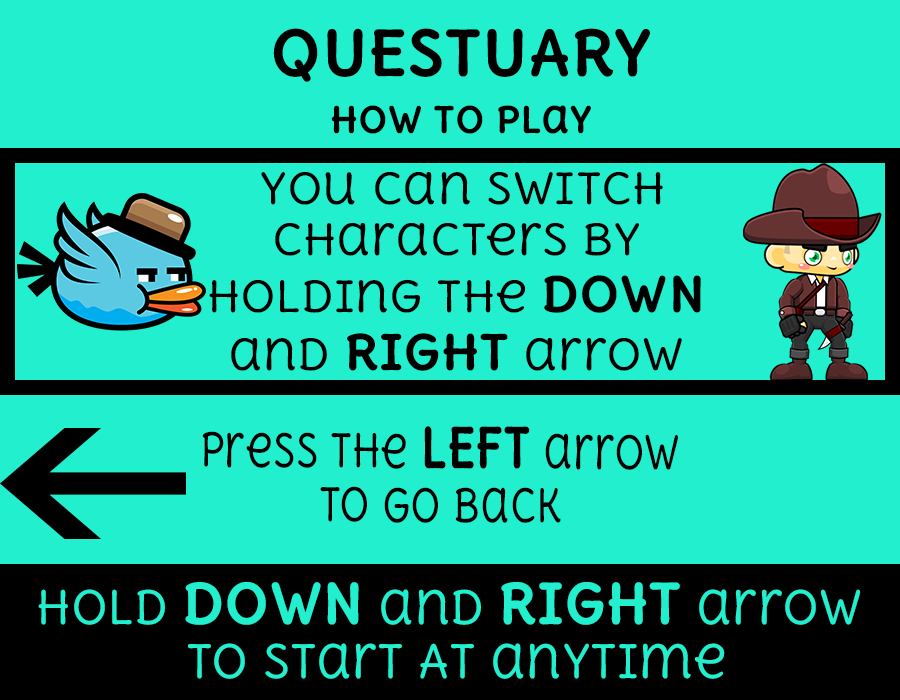 QUESTUARY
HOW TO PLAY
YOU CAN SWITCH
CHARACTERS BY
HOLDING THE DOWN
AND RIGHT ARROW
PRESS THE LEFT ARROW
TO GO BACK
HOLD DOWN AND RIGHT ARROW
TO START AT ANYTIME